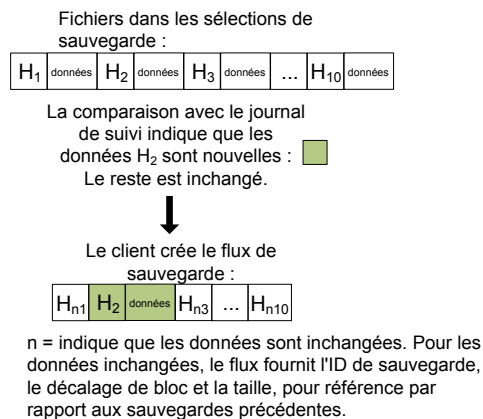 Fichiers dans les sélections de
sauvegarde :
H1 données H2 données H3 données ... H10 données
La comparaison avec le journal
de suivi indique que les
données H2 sont nouvelles :
Le reste est inchangé.
Le client crée le flux de
sauvegarde :
Hn1 H2 données Hn3 ... Hn10
n = indique que les données sont inchangées. Pour les
données inchangées, le flux fournit l'ID de sauvegarde,
le décalage de bloc et la taille, pour référence par
rapport aux sauvegardes précédentes.